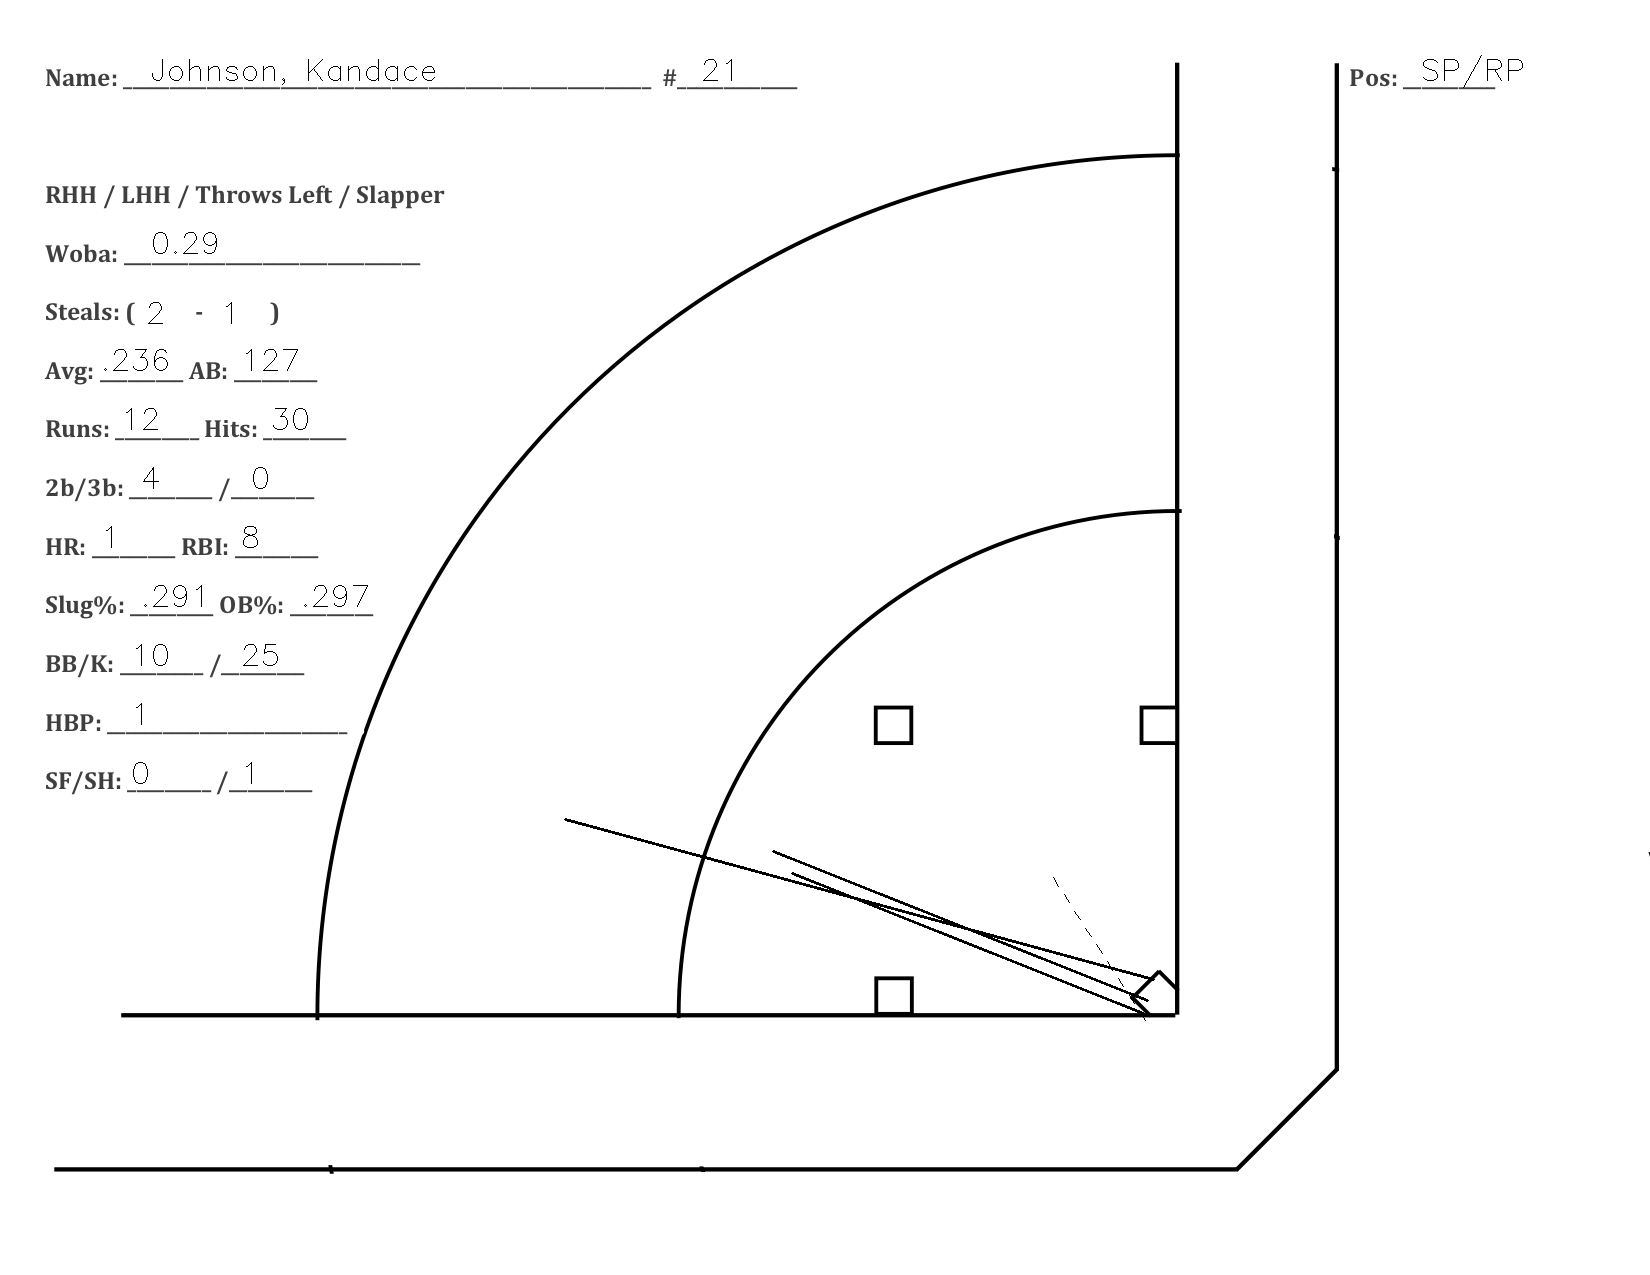 Name: Johnson, Kandace # 21 Pos: SP/RP
RHH / LHH / Throws Left / Slapper
Woba: 0.29
Steals: ( 2 - 1 )
Avg: .236 AB: 127
Runs: 12 Hits: 30
2b/3b: 4 / 0
HR: 1 RBI: 8
Slug%: .291 OB%: .297
BB/K: 10 / 25
HBP: 1
SF/SH: 0 / 1